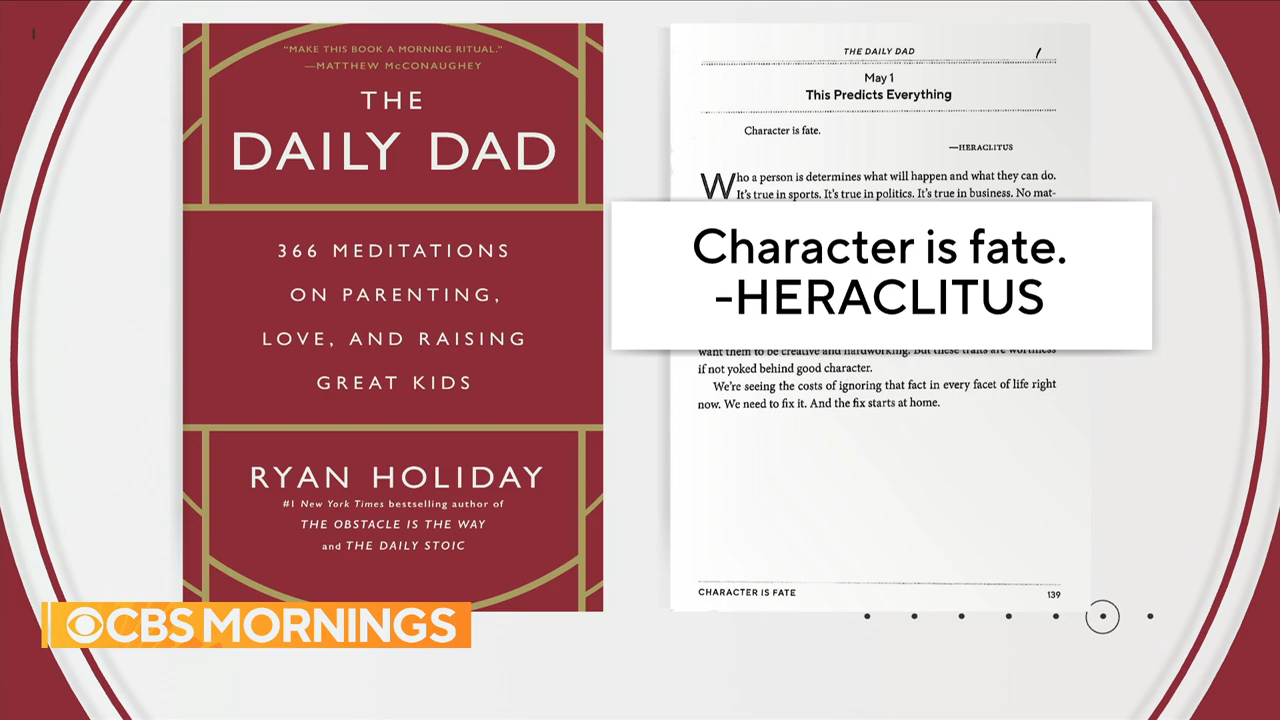 “MAKE THIS BOOK A MORNING RITUAL.”
—MATTHEW McCONAUGHEY
THE
DAILY DAD
366 MEDITATIONS
ON PARENTING,
LOVE, AND RAISING
GREAT KIDS
RYAN HOLIDAY
#1 New York Times bestselling author of
THE OBSTACLE IS THE WAY
and THE DAILY STOIC
THE DAILY DAD
May 1
This Predicts Everything
Character is fate.
—HERACLITUS
Who a person is determines what will happen and what they can do.
It’s true in sports. It’s true in politics. It’s true in business. No mat-
Character is fate.
-HERACLITUS
want them to be creative and hardworking. But these traits are worthless
if not yoked behind good character.
We’re seeing the costs of ignoring that fact in every facet of life right
now. We need to fix it. And the fix starts at home.
CHARACTER IS FATE
139
CBS MORNINGS